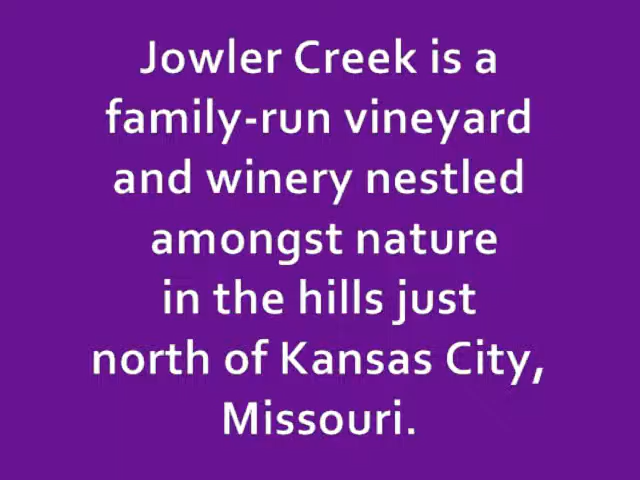 Jowler Creek is a
family-run vineyard
and winery nestled
amongst nature
in the hills just
north of Kansas City,
Missouri.